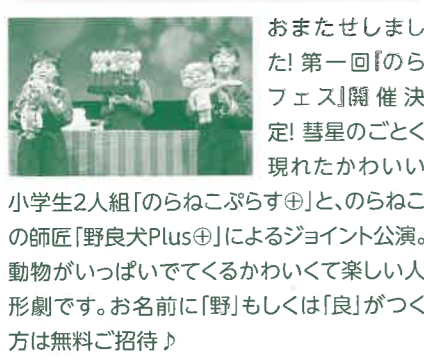 おまたせしまし
た! 第一回『のら
フェス』開催決
定! 彗星のごとく
現れたかわいい
小学生2人組「のらねこぷらす⊕」と、のらねこ
の師匠「野良犬Plus⊕」によるジョイント公演。
動物がいっぱいでてくるかわいくて楽しい人
形劇です。お名前に「野」もしくは「良」がつく
方は無料ご招待♪